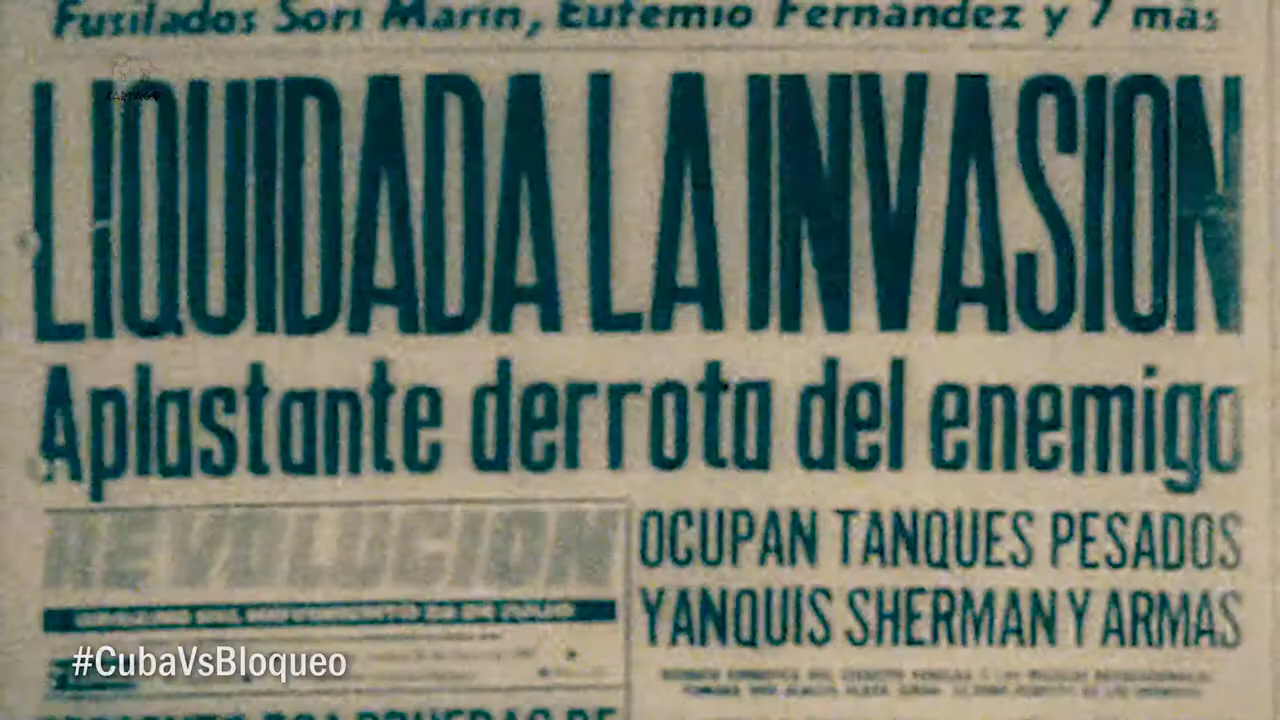 Fusilados Sorí Marín, Eufemio Fernández y 7 más
LIQUIDADA LA INVASION
Aplastante derrota del enemigo
REVOLUCION
OCUPAN TANQUES PESADOS
YANQUIS SHERMAN Y ARMAS
#CubaVsBloqueo